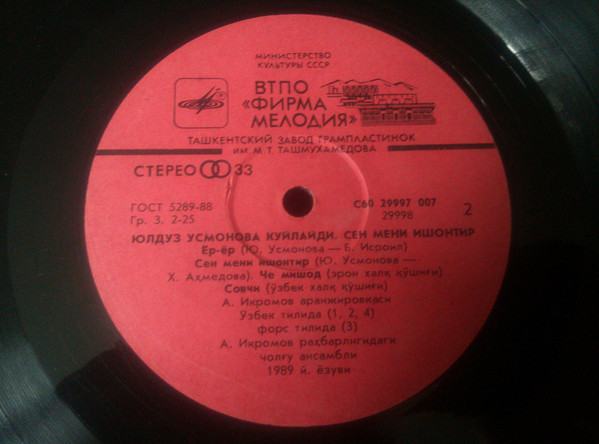 МИНИСТЕРСТВО
КУЛЬТУРЫ СССР
ВТПО
«ФИРМА
МЕЛОДИЯ»
ТАШКЕНТСКИЙ ЗАВОД ГРАМПЛАСТИНОК
ИМ. М. Т. ТАШМУХАМЕДОВА
СТЕРЕО 33
ГОСТ 5289-88
Гр. 3. 2-25
С60 29997 007
29998
2
ЮЛДУЗ УСМОНОВА КУЙЛАЙДИ. СЕН МЕНИ ИШОНТИР
Ер-ёр (Ю. Усмонова — Б. Исроил)
Сен мени ишонтир (Ю. Усмонова —
Х. Аҳмедова). Че мишод (эрон халқ қўшиғи)
Совчи (ўзбек халқ қўшиғи)
А. Икромов аранжировкаси
Ўзбек тилида (1, 2, 4)
форс тилида (3)
А. Икромов раҳбарлигидаги
чолғу ансамбли
1989 й. ёзуви